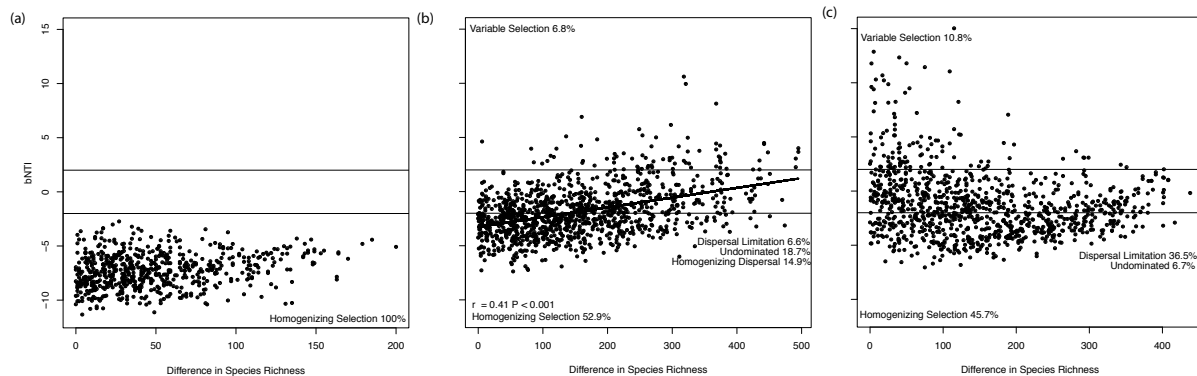 (a)
15
10
5
0
−5
−10
bNTI
Homogenizing Selection 100%
0 50 100 150 200
Difference in Species Richness
(b)
Variable Selection 6.8%
Dispersal Limitation 6.6%
Undominated 18.7%
Homogenizing Dispersal 14.9%
r = 0.41 P < 0.001
Homogenizing Selection 52.9%
0 100 200 300 400 500
Difference in Species Richness
(c)
Variable Selection 10.8%
Dispersal Limitation 36.5%
Undominated 6.7%
Homogenizing Selection 45.7%
0 100 200 300 400
Difference in Species Richness